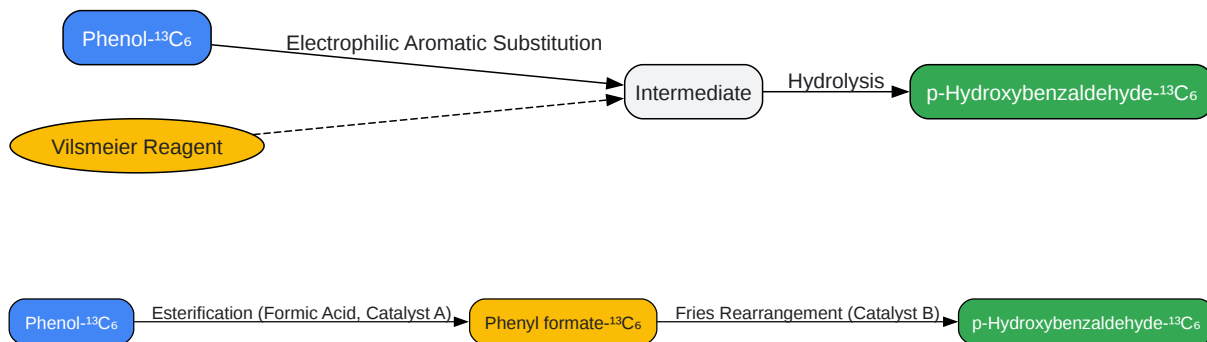 Phenol-¹³C₆
Electrophilic Aromatic Substitution
Intermediate
Hydrolysis
p-Hydroxybenzaldehyde-¹³C₆
Vilsmeier Reagent
Phenol-¹³C₆
Esterification (Formic Acid, Catalyst A)
Phenyl formate-¹³C₆
Fries Rearrangement (Catalyst B)
p-Hydroxybenzaldehyde-¹³C₆